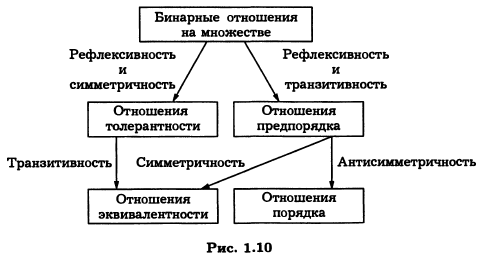 Бинарные отношения
на множестве
Рефлексивность
и
симметричность
Рефлексивность
и
транзитивность
Отношения
толерантности
Отношения
предпорядка
Транзитивность
Симметричность
Антисимметричность
Отношения
эквивалентности
Отношения
порядка
Рис. 1.10